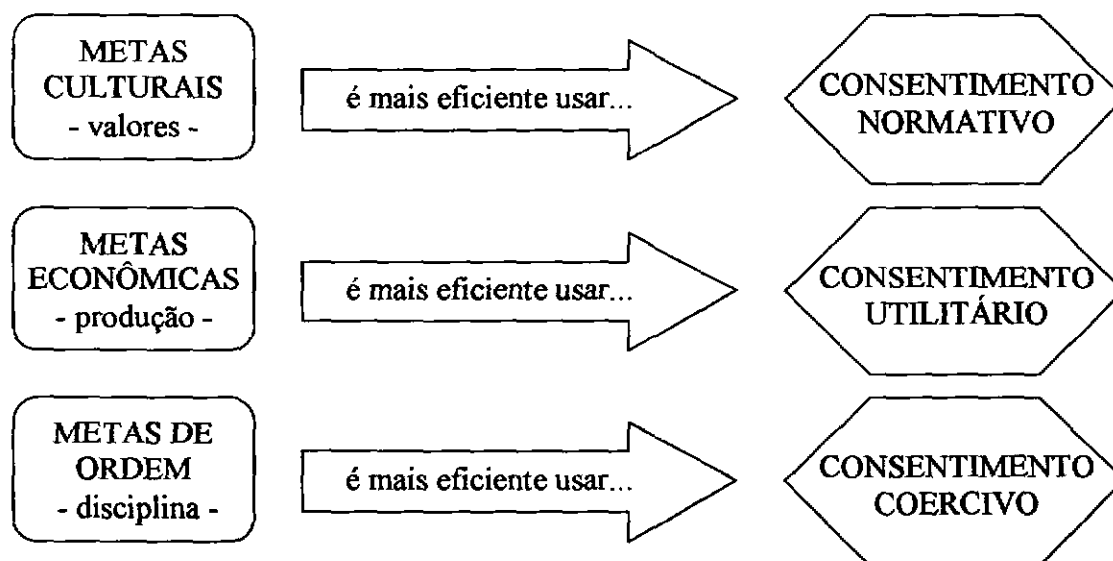 METAS
CULTURAIS
- valores -
é mais eficiente usar...
CONSENTIMENTO
NORMATIVO
METAS
ECONÔMICAS
- produção -
é mais eficiente usar...
CONSENTIMENTO
UTILITÁRIO
METAS DE
ORDEM
- disciplina -
é mais eficiente usar...
CONSENTIMENTO
COERCIVO